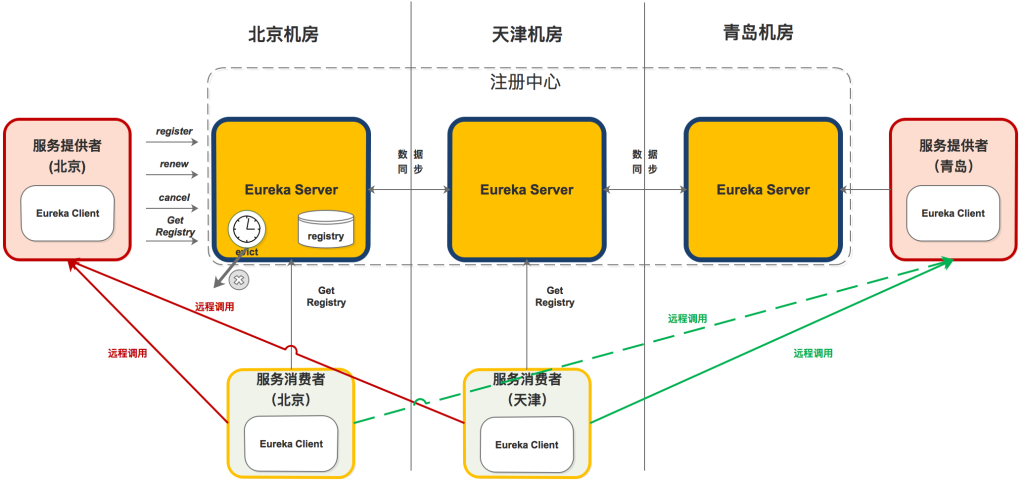 北京机房
天津机房
青岛机房
注册中心
服务提供者
(北京)
Eureka Client
register
renew
cancel
Get
Registry
Eureka Server
evict
registry
数 据
同 步
Eureka Server
数 据
同 步
Eureka Server
服务提供者
(青岛)
Eureka Client
Get
Registry
Get
Registry
远程调用
远程调用
远程调用
远程调用
服务消费者
（北京）
Eureka Client
服务消费者
（天津）
Eureka Client